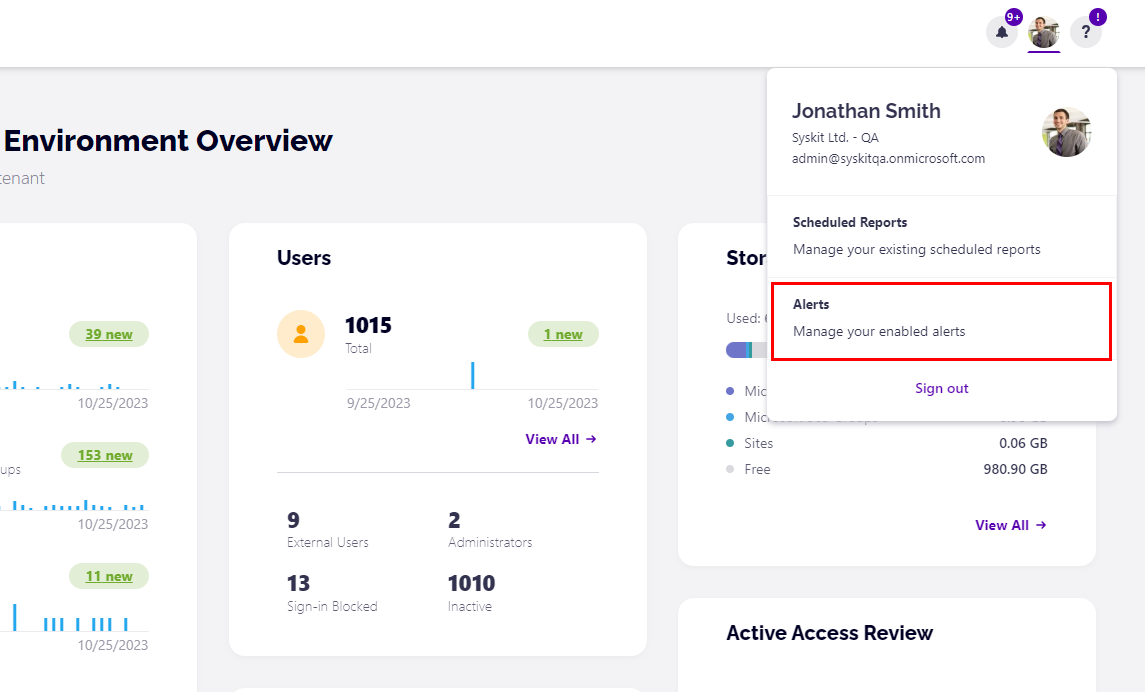 9+
!
?
Jonathan Smith
Syskit Ltd. - QA
admin@syskitqa.onmicrosoft.com
Scheduled Reports
Manage your existing scheduled reports
Alerts
Manage your enabled alerts
Sign out
Environment Overview
tenant
39 new
10/25/2023
153 new
ups
10/25/2023
11 new
10/25/2023
Users
1015
Total
1 new
9/25/2023
10/25/2023
View All →
9
External Users
2
Administrators
13
Sign-in Blocked
1010
Inactive
Stor
Used:
Mic
Mic
Sites
0.06 GB
Free
980.90 GB
View All →
Active Access Review